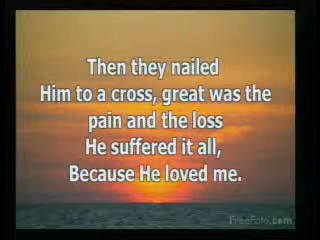 Then they nailed
Him to a cross, great was the
pain and the loss
He suffered it all,
Because He loved me.
FreeFoto.com